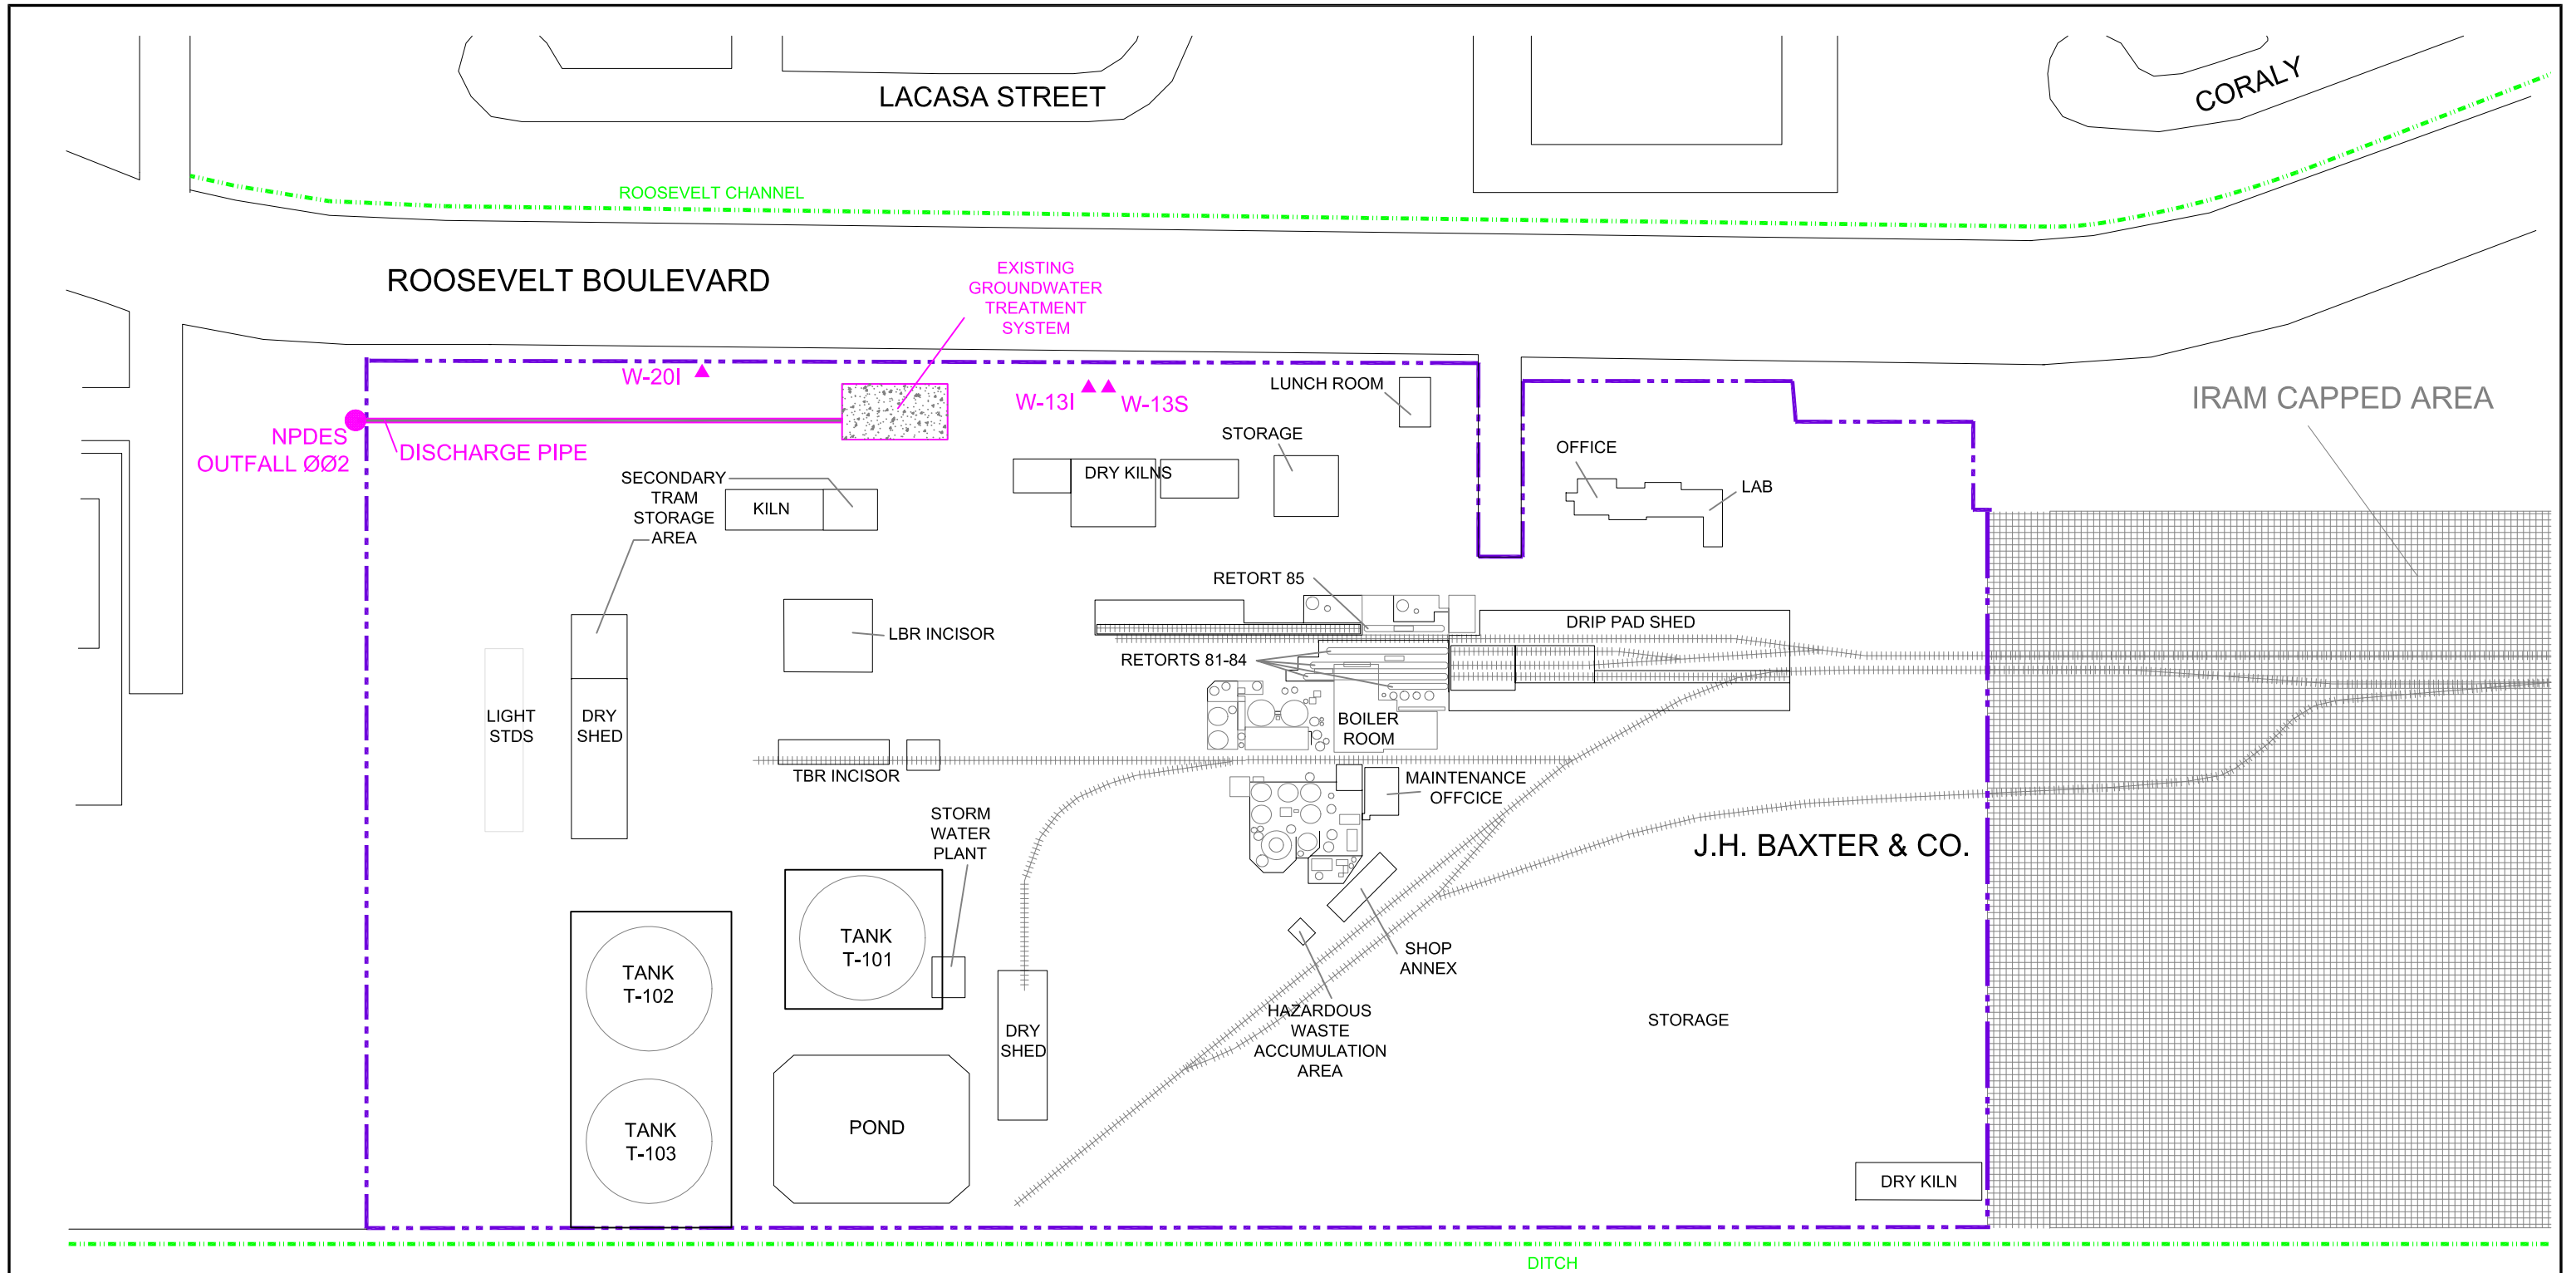 LACASA STREET
CORALY
ROOSEVELT CHANNEL
ROOSEVELT BOULEVARD
EXISTING
GROUNDWATER
TREATMENT
SYSTEM
W-20I
W-13I
W-13S
LUNCH ROOM
IRAM CAPPED AREA
NPDES
OUTFALL ØØ2
DISCHARGE PIPE
STORAGE
OFFICE
LAB
SECONDARY
TRAM
STORAGE
AREA
KILN
DRY KILNS
RETORT 85
DRIP PAD SHED
LBR INCISOR
RETORTS 81-84
LIGHT
STDS
DRY
SHED
BOILER
ROOM
TBR INCISOR
MAINTENANCE
OFFCICE
STORM
WATER
PLANT
J.H. BAXTER & CO.
TANK
T-101
TANK
T-102
SHOP
ANNEX
HAZARDOUS
WASTE
ACCUMULATION
AREA
STORAGE
DRY
SHED
POND
TANK
T-103
DRY KILN
DITCH